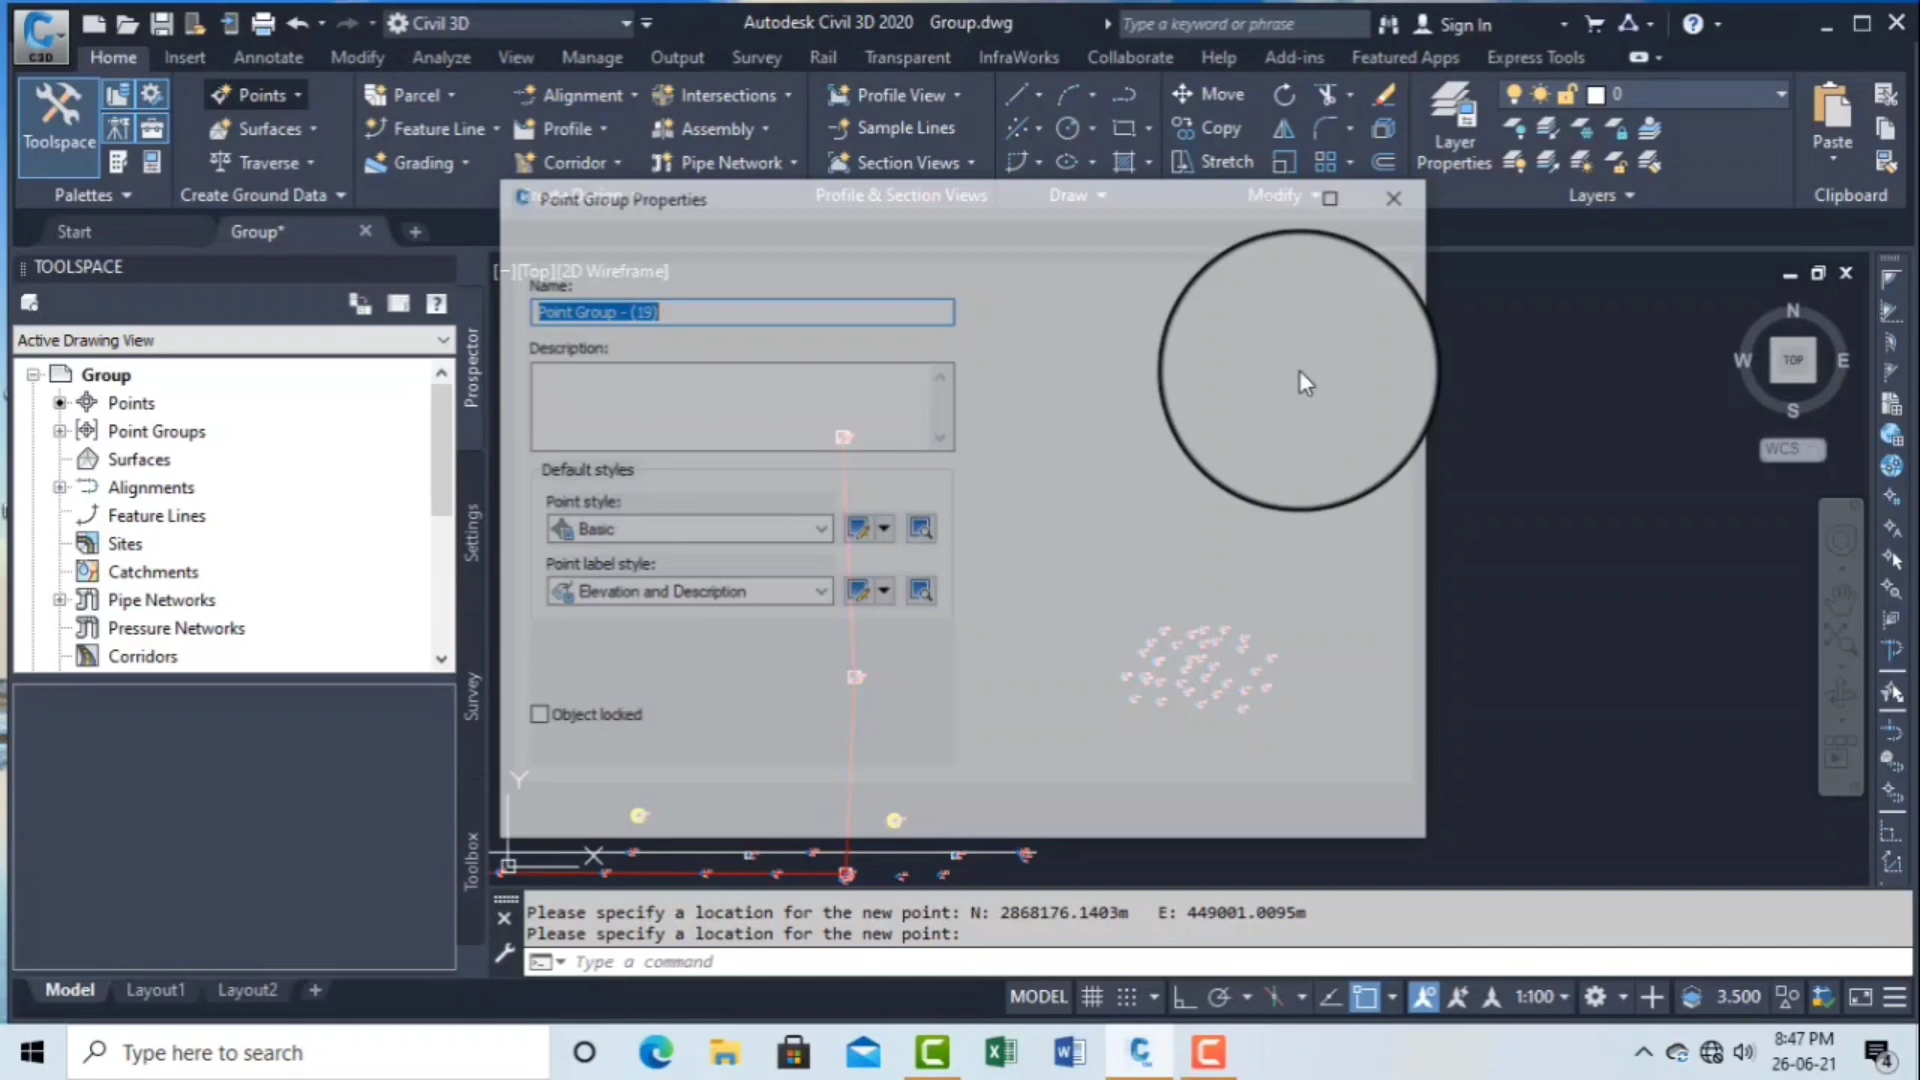 C3D
Civil 3D
Autodesk Civil 3D 2020 Group.dwg
Type a keyword or phrase
Sign In
Home Insert Annotate Modify Analyze View Manage Output Survey Rail Transparent InfraWorks Collaborate Help Add-ins Featured Apps Express Tools
Toolspace
Points
Surfaces
Traverse
Parcel
Feature Line
Grading
Alignment
Profile
Corridor
Intersections
Assembly
Pipe Network
Profile View
Sample Lines
Section Views
Move
Copy
Stretch
Layer
Properties
0
Paste
Palettes
Create Ground Data
Profile & Section Views
Draw
Modify
Layers
Clipboard
Start
Group*
TOOLSPACE
Active Drawing View
Group
Points
Point Groups
Surfaces
Alignments
Feature Lines
Sites
Catchments
Pipe Networks
Pressure Networks
Corridors
Prospector
Settings
Survey
Toolbox
Point Group Properties
[−][Top][2D Wireframe]
Name:
Point Group - (19)
Description:
Default styles
Point style:
Basic
Point label style:
Elevation and Description
Object locked
Y
X
N
W TOP E
S
WCS
Please specify a location for the new point: N: 2868176.1403m E: 449001.0095m
Please specify a location for the new point:
Type a command
Model Layout1 Layout2
MODEL
1:100
3.500
Type here to search
8:47 PM
26-06-21
4